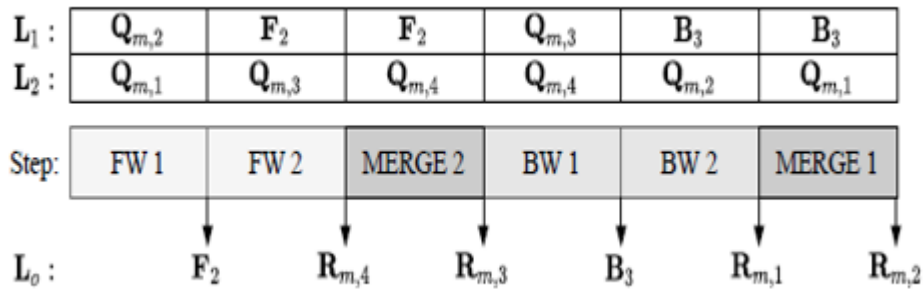 L₁ : Qₘ,₂ F₂ F₂ Qₘ,₃ B₃ B₃
L₂ : Qₘ,₁ Qₘ,₃ Qₘ,₄ Qₘ,₄ Qₘ,₂ Qₘ,₁
Step: FW 1 FW 2 MERGE 2 BW 1 BW 2 MERGE 1
Lₒ : F₂ Rₘ,₄ Rₘ,₃ B₃ Rₘ,₁ Rₘ,₂